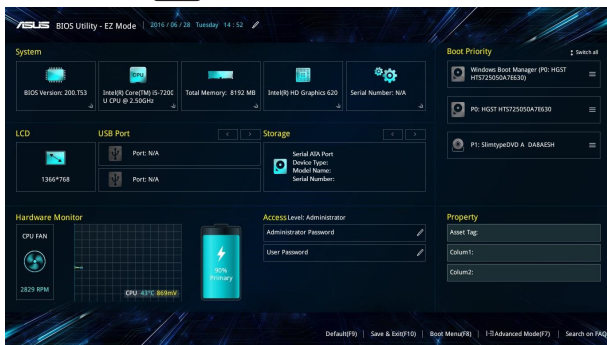 ASUS BIOS Utility - EZ Mode 2016 / 06 / 28 Tuesday 14 : 52
System
BIOS Version: 200.T53
CPU
Intel(R) Core(TM) i5-7200
U CPU @ 2.50GHz
Total Memory: 8192 MB
Intel(R) HD Graphics 620
Serial Number: N/A
Boot Priority
Switch all
Windows Boot Manager (P0: HGST
HTS725050A7E630)
P0: HGST HTS725050A7E630
P1: SlimtypeDVD A DA8AESH
LCD
1366*768
USB Port
Port: N/A
Port: N/A
Storage
Serial ATA Port
Device Type:
Model Name:
Serial Number:
Hardware Monitor
CPU FAN
2829 RPM
CPU 43°C 869mV
90%
Primary
Access Level: Administrator
Administrator Password
User Password
Property
Asset Tag:
Colum1:
Colum2:
Default(F9) | Save & Exit(F10) | Boot Menu(F8) | Advanced Mode(F7) | Search on FAQ